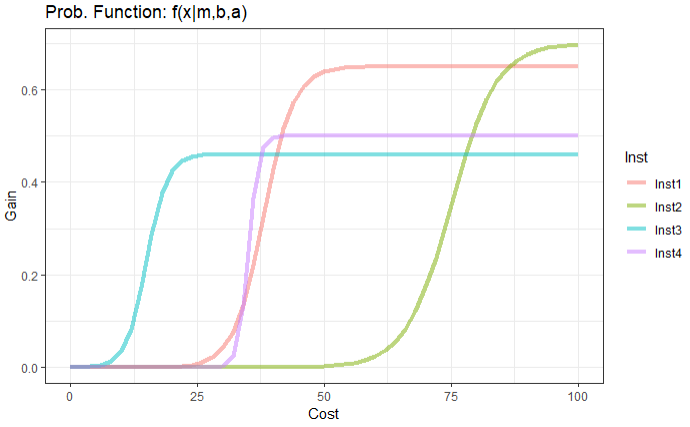 Prob. Function: f(x|m,b,a)
Gain
0.6
0.4
0.2
0.0
0
25
50
75
100
Cost
Inst
Inst1
Inst2
Inst3
Inst4